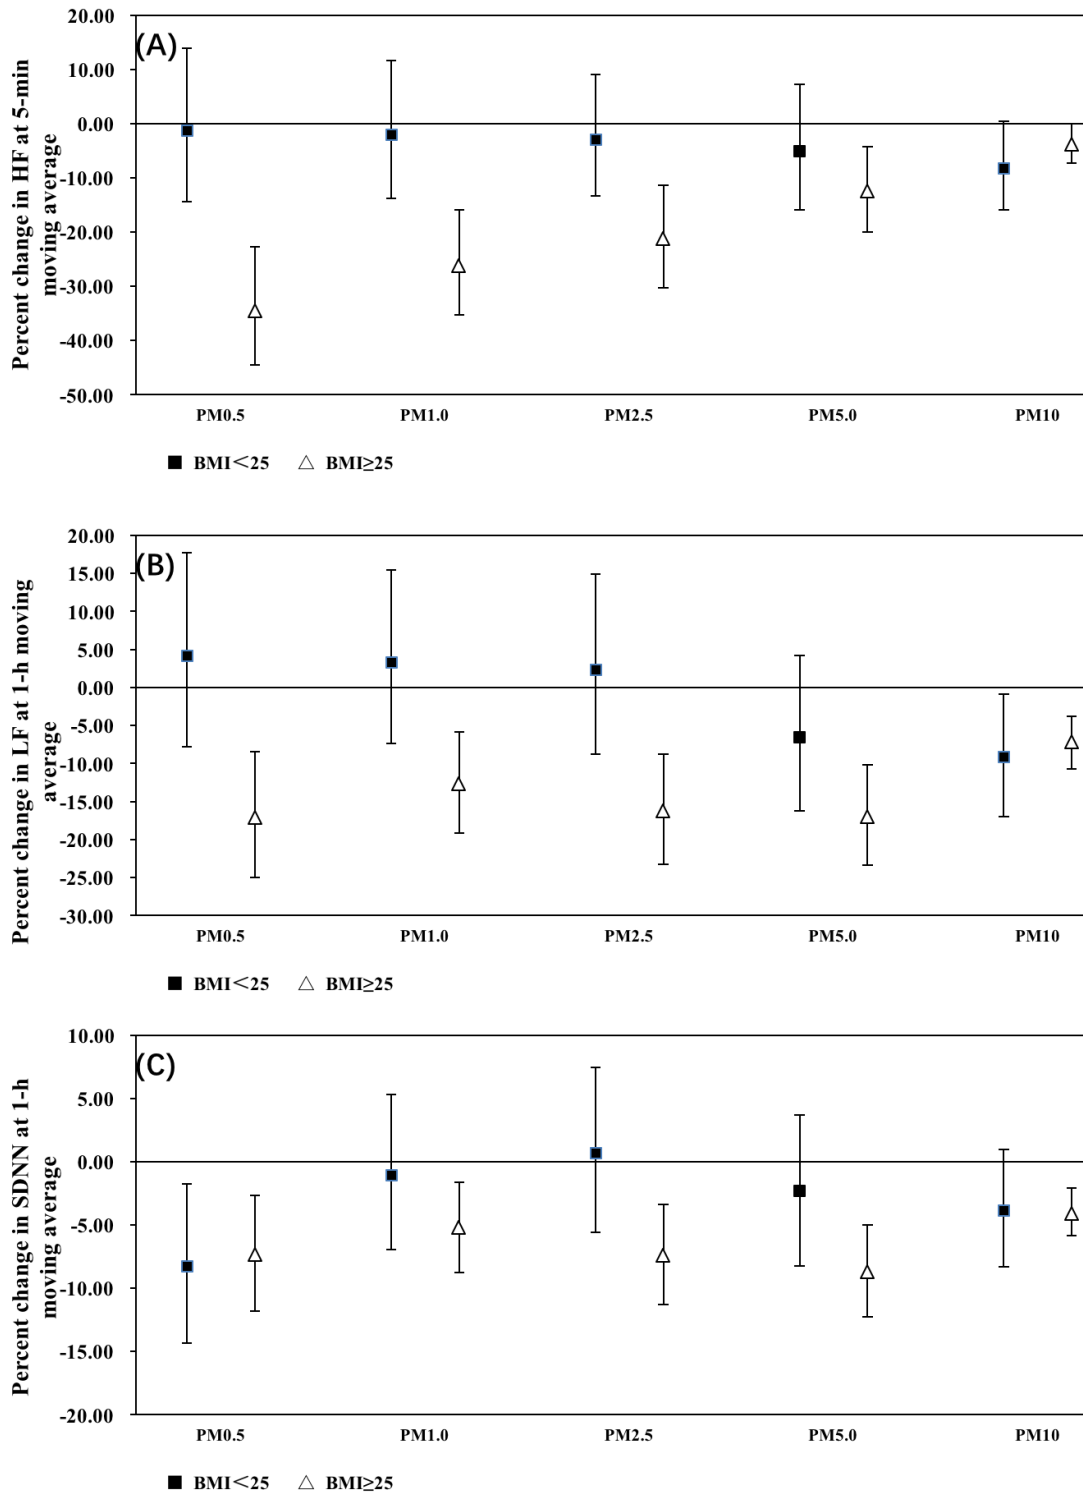 (A)
Percent change in HF at 5-min
moving average
20.00
10.00
0.00
-10.00
-20.00
-30.00
-40.00
-50.00
PM0.5 PM1.0 PM2.5 PM5.0 PM10
BMI<25 BMI≥25
(B)
Percent change in LF at 1-h moving
average
20.00
15.00
10.00
5.00
0.00
-5.00
-10.00
-15.00
-20.00
-25.00
-30.00
PM0.5 PM1.0 PM2.5 PM5.0 PM10
BMI<25 BMI≥25
(C)
Percent change in SDNN at 1-h
moving average
10.00
5.00
0.00
-5.00
-10.00
-15.00
-20.00
PM0.5 PM1.0 PM2.5 PM5.0 PM10
BMI<25 BMI≥25